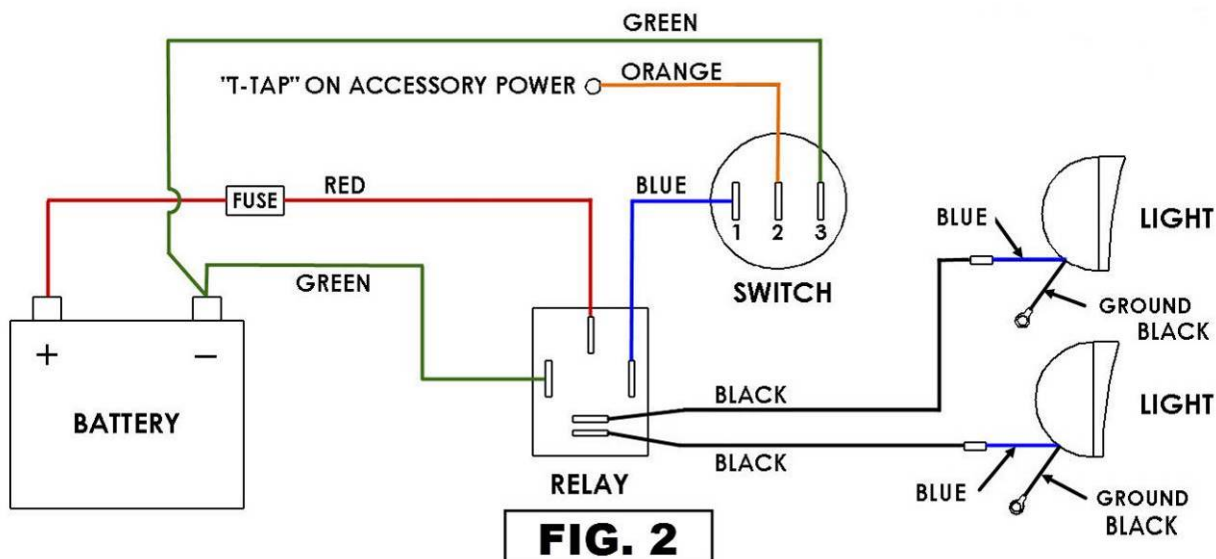 GREEN
"T-TAP" ON ACCESSORY POWER
ORANGE
FUSE
RED
BLUE
1 2 3
SWITCH
BLUE
LIGHT
GREEN
GROUND
BLACK
+ −
BATTERY
BLACK
LIGHT
BLACK
RELAY
BLUE
GROUND
BLACK
FIG. 2